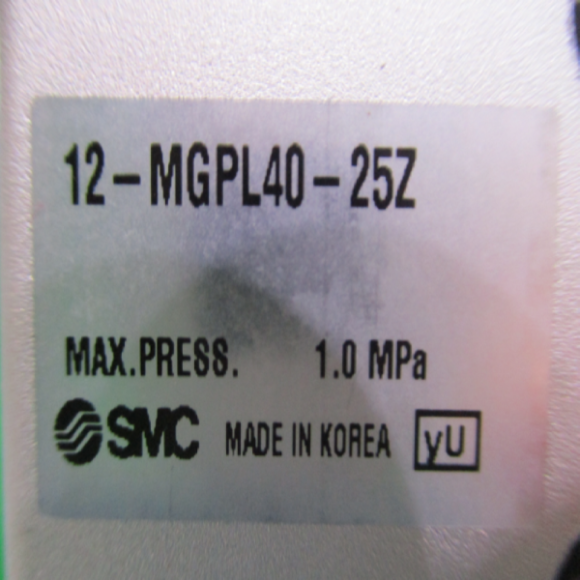 12-MGPL40-25Z
MAX.PRESS. 1.0 MPa
SMC MADE IN KOREA yU